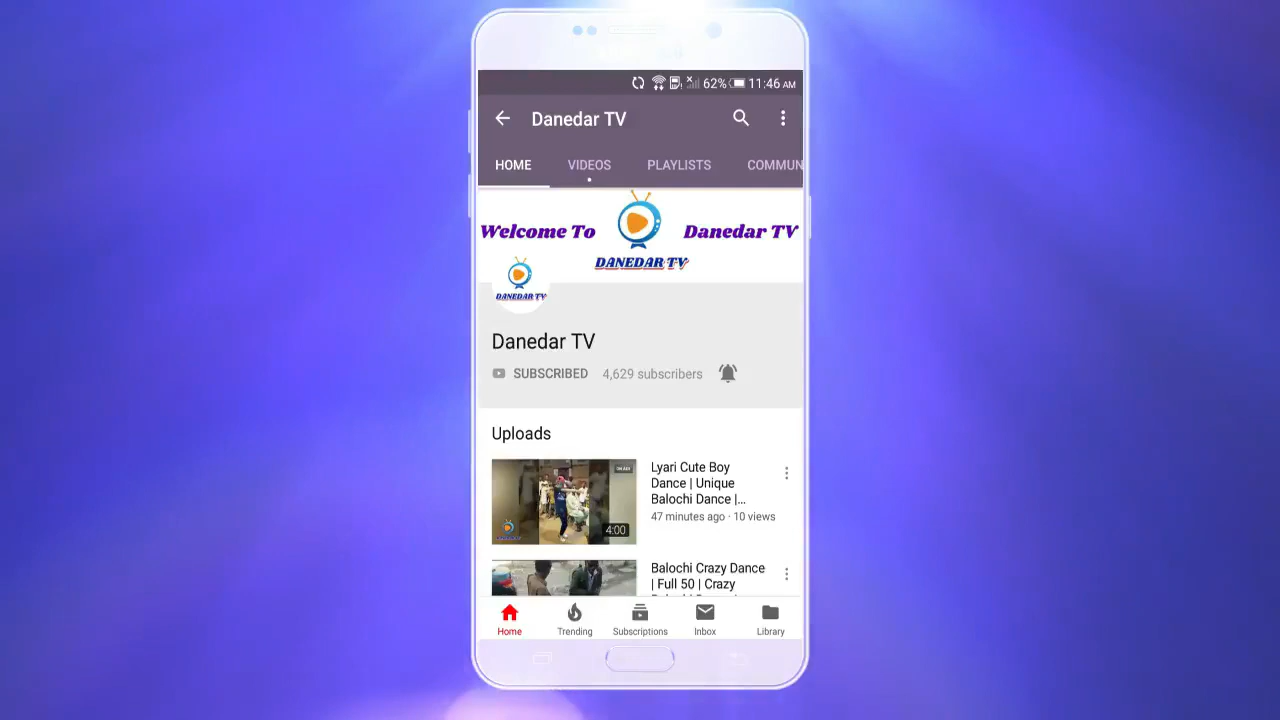 62% 11:46 AM
Danedar TV
HOME VIDEOS PLAYLISTS COMMUN
Welcome To Danedar TV
DANEDAR TV
DANEDAR TV
Danedar TV
SUBSCRIBED 4,629 subscribers
Uploads
Lyari Cute Boy
Dance | Unique
Balochi Dance |...
47 minutes ago · 10 views
4:00
Balochi Crazy Dance
| Full 50 | Crazy
Home Trending Subscriptions Inbox Library